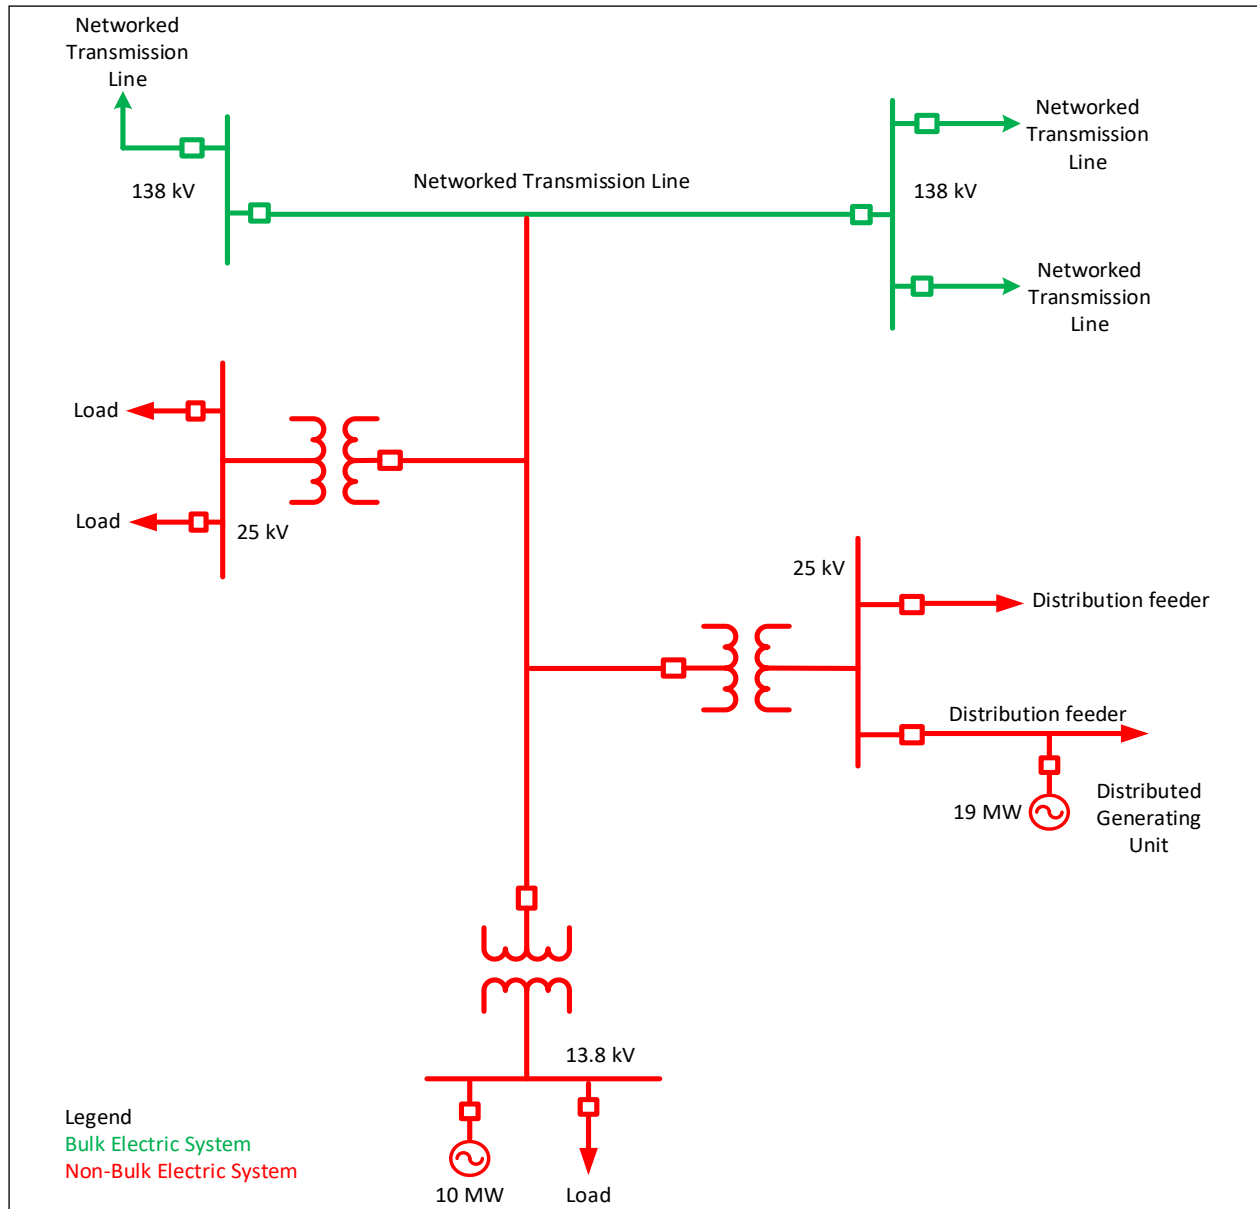 Networked
Transmission
Line
Networked
Transmission
Line
138 kV
Networked Transmission Line
138 kV
Networked
Transmission
Line
Load
Load
25 kV
25 kV
Distribution feeder
Distribution feeder
19 MW
Distributed
Generating
Unit
13.8 kV
Legend
Bulk Electric System
Non-Bulk Electric System
10 MW
Load